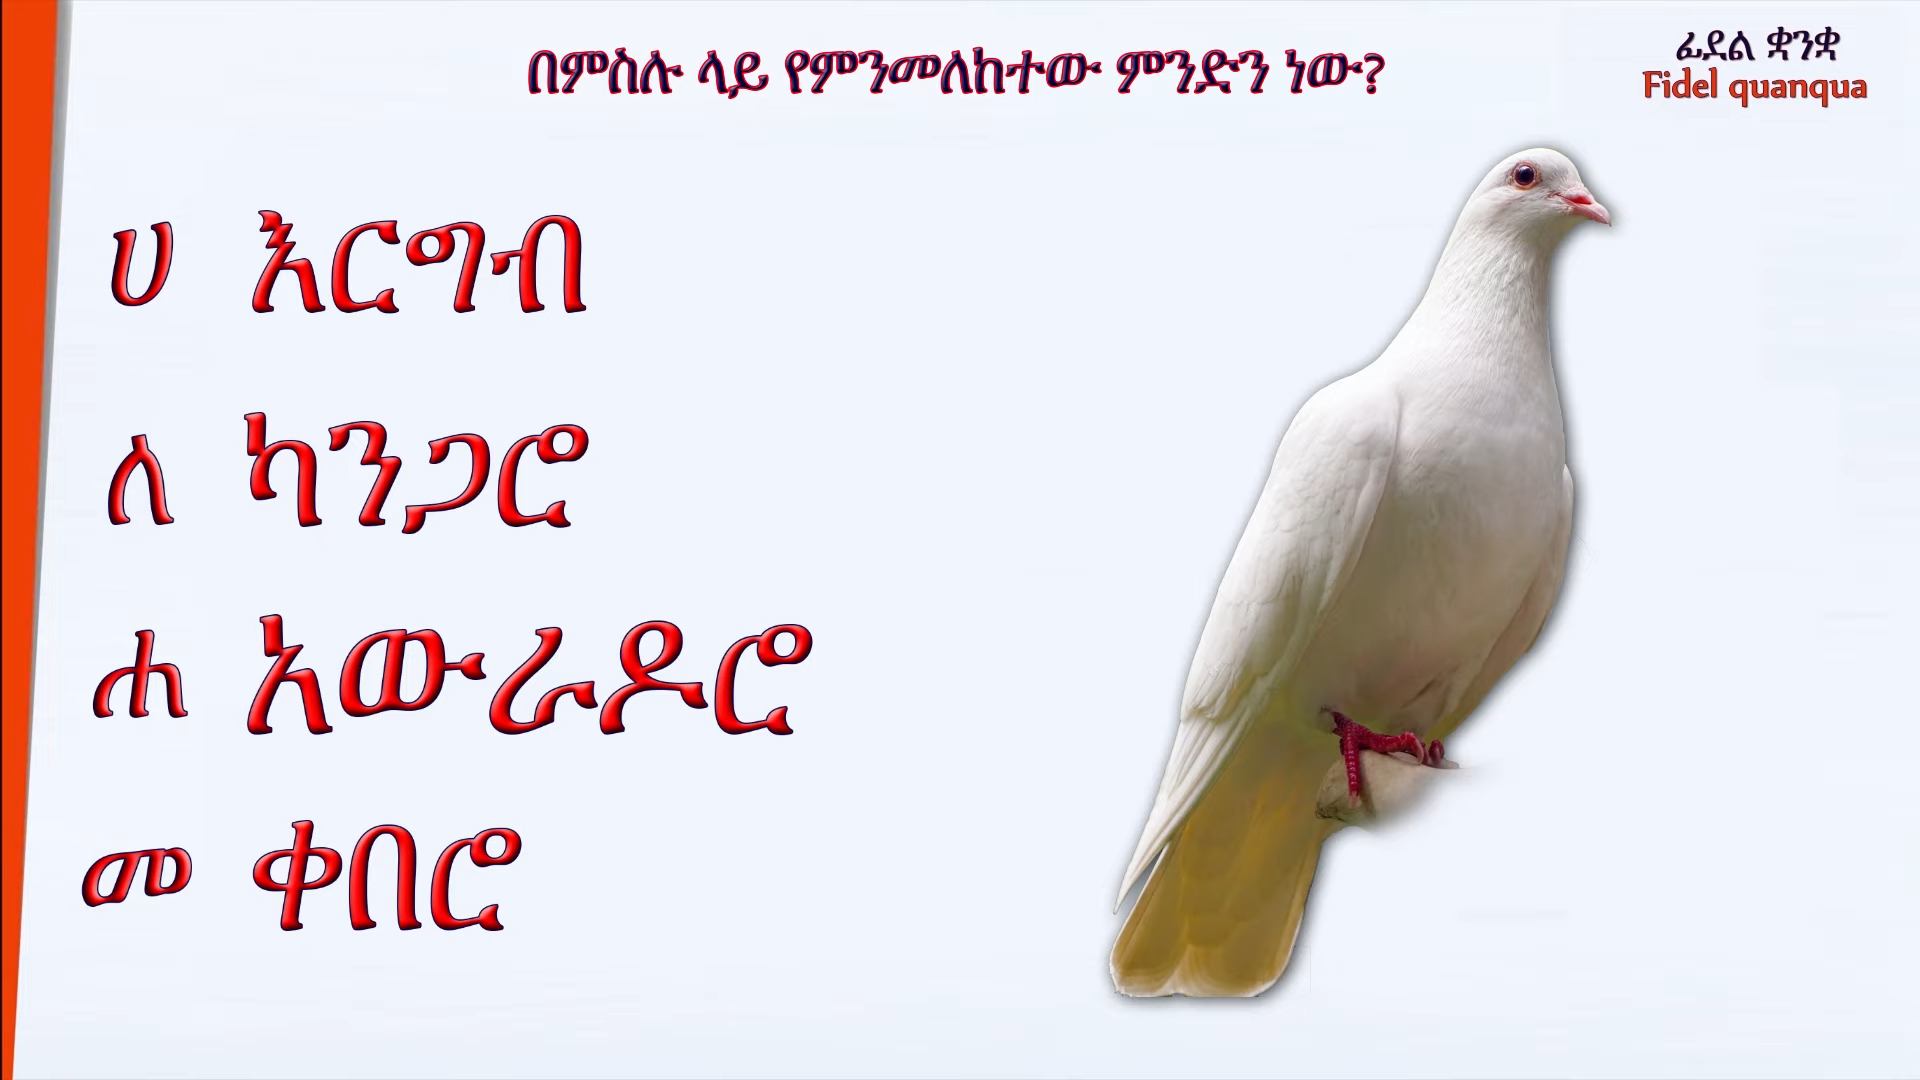 በምስሉ ላይ የምንመለከተው ምንድን ነው?
ፊደል ቋንቋ
Fidel quanqua
ሀ እርግብ
ለ ካንጋሮ
ሐ አውራዶሮ
መ ቀበሮ